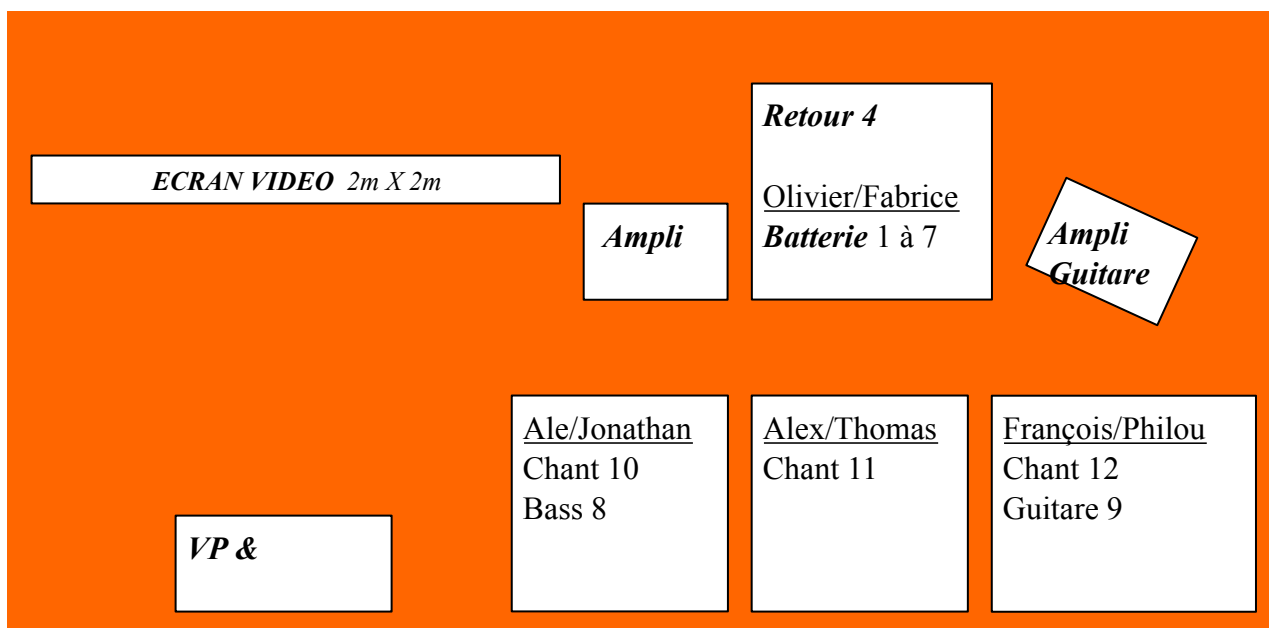 Retour 4
ECRAN VIDEO 2m X 2m
Olivier/Fabrice
Batterie 1 à 7
Ampli
Ampli
Guitare
Ale/Jonathan
Chant 10
Bass 8
Alex/Thomas
Chant 11
François/Philou
Chant 12
Guitare 9
VP &